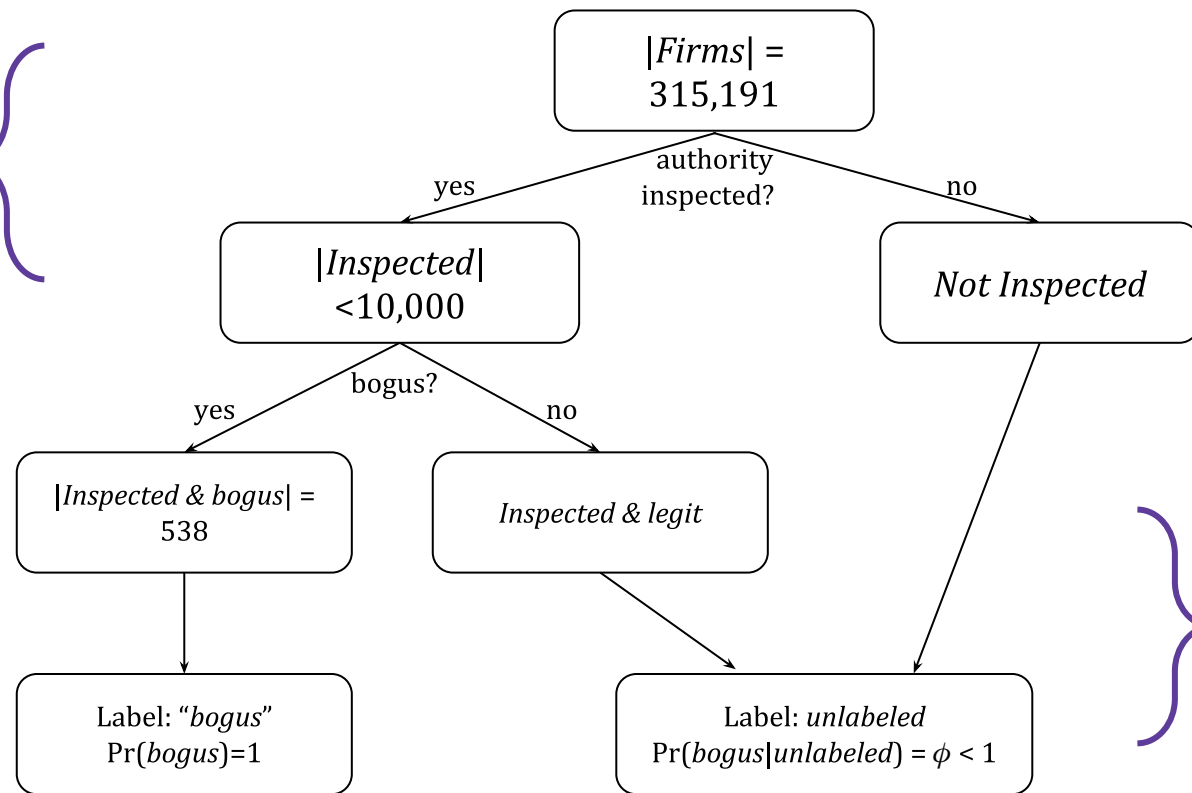 |Firms| =
315,191
authority
inspected?
yes
no
|Inspected|
<10,000
Not Inspected
bogus?
yes
no
|Inspected & bogus| =
538
Inspected & legit
Label: “bogus”
Pr(bogus)=1
Label: unlabeled
Pr(bogus|unlabeled) = ϕ < 1